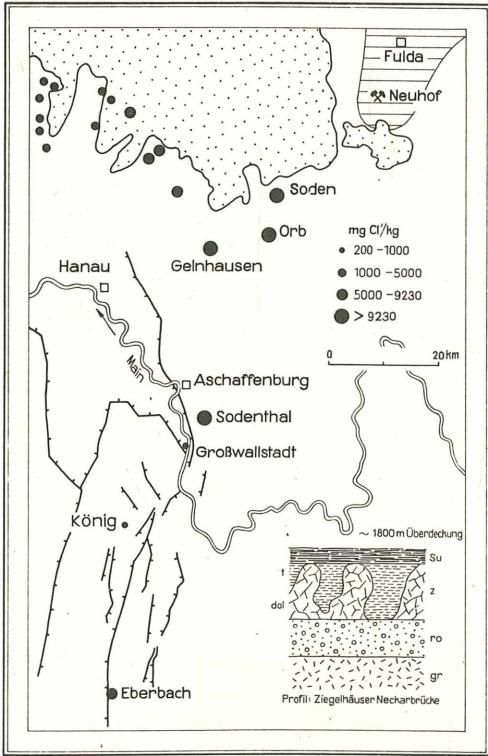 Fulda
Neuhof
Soden
Orb
Gelnhausen
mg Cl'/kg
200 - 1000
1000 - 5000
5000 - 9230
> 9230
Hanau
0 20 km
Main
Aschaffenburg
Sodenthal
Großwallstadt
König
~ 1800 m Überdeckung
Su
t
z
dol
ro
gr
Eberbach
Profil: Ziegelhäuser Neckarbrücke